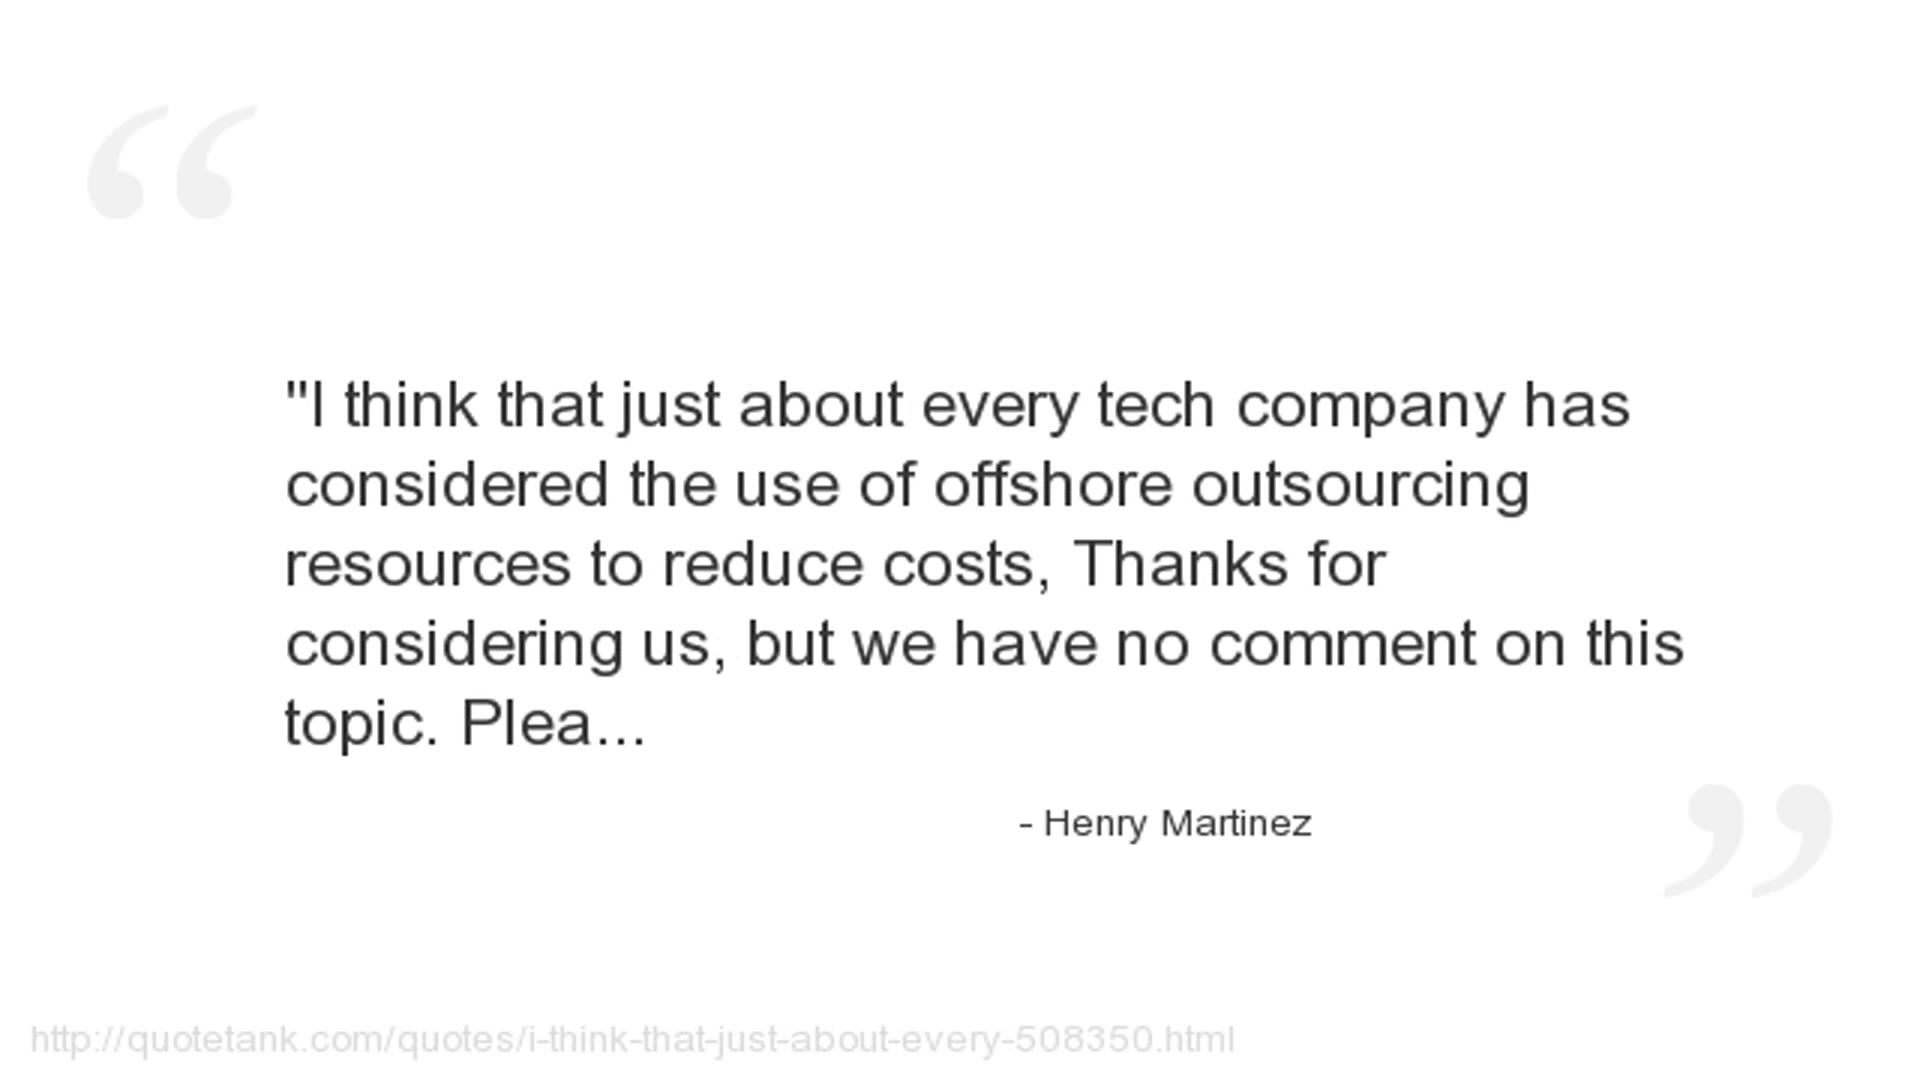 “
"I think that just about every tech company has
considered the use of offshore outsourcing
resources to reduce costs, Thanks for
considering us, but we have no comment on this
topic. Plea...
- Henry Martinez
”
http://quotetank.com/quotes/i-think-that-just-about-every-508350.html